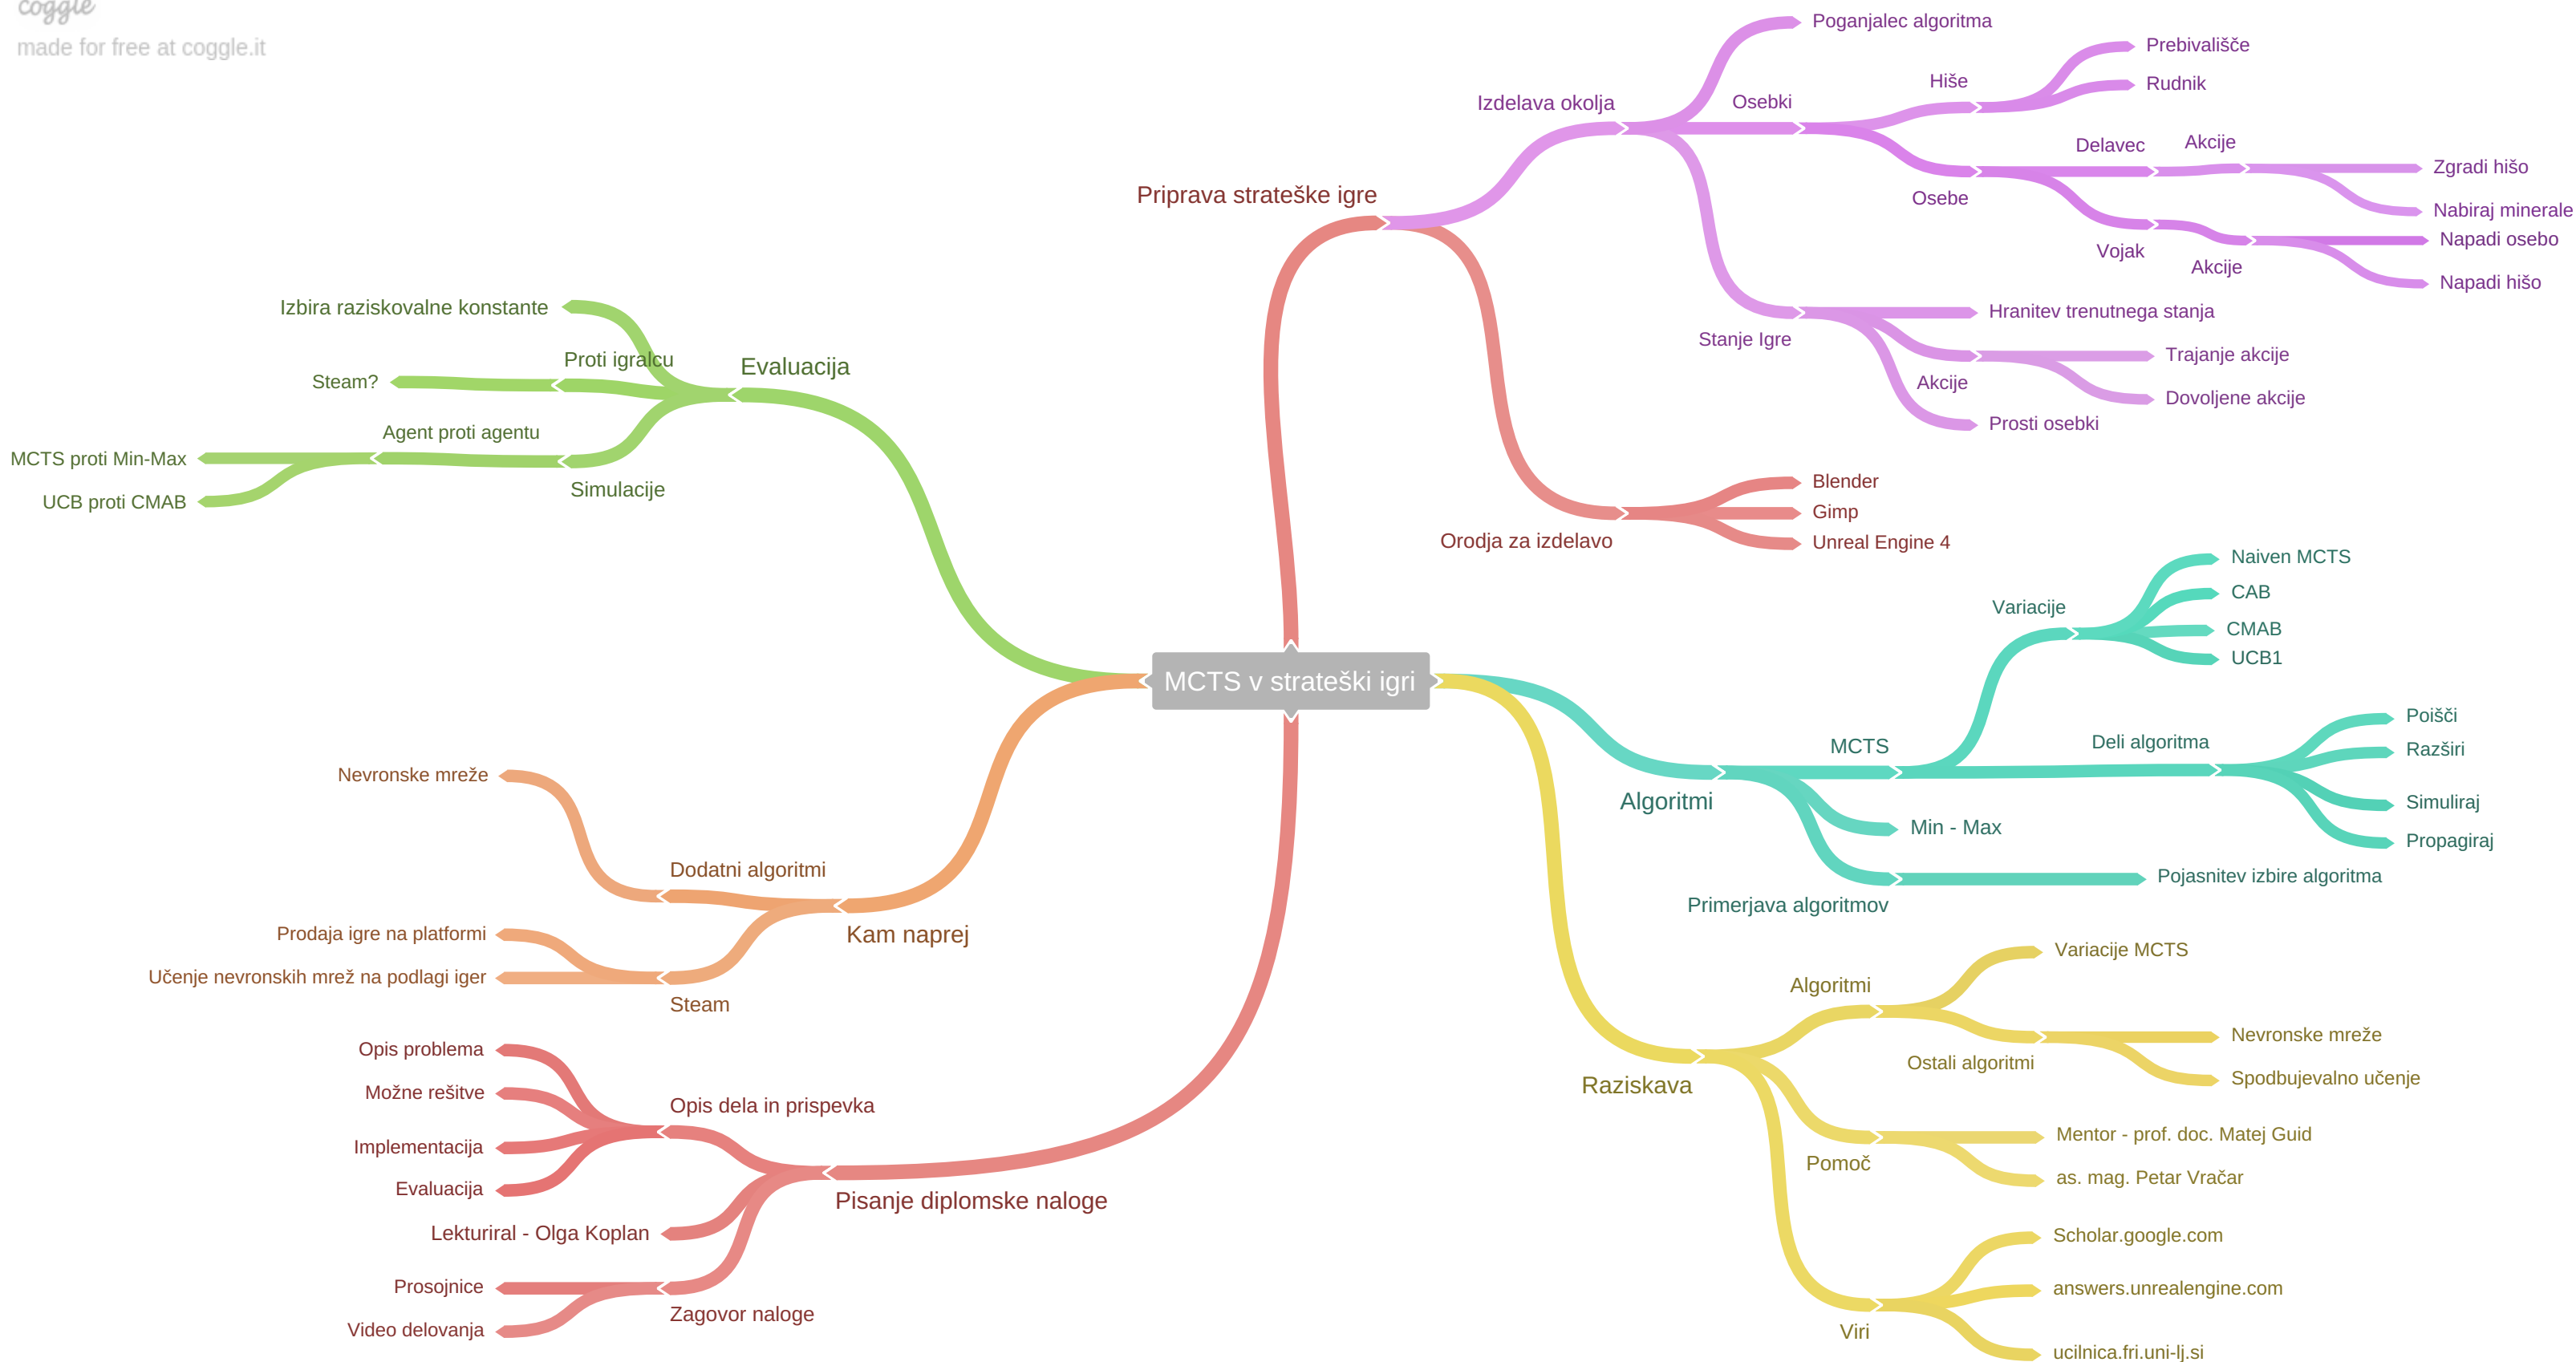 coggle
made for free at coggle.it
MCTS v strateški igri
Priprava strateške igre
Izdelava okolja
Poganjalec algoritma
Osebki
Hiše
Prebivališče
Rudnik
Osebe
Delavec
Akcije
Zgradi hišo
Nabiraj minerale
Vojak
Akcije
Napadi osebo
Napadi hišo
Stanje Igre
Hranitev trenutnega stanja
Akcije
Trajanje akcije
Dovoljene akcije
Prosti osebki
Orodja za izdelavo
Blender
Gimp
Unreal Engine 4
Algoritmi
MCTS
Variacije
Naiven MCTS
CAB
CMAB
UCB1
Deli algoritma
Poišči
Razširi
Simuliraj
Propagiraj
Min - Max
Primerjava algoritmov
Pojasnitev izbire algoritma
Raziskava
Algoritmi
Variacije MCTS
Ostali algoritmi
Nevronske mreže
Spodbujevalno učenje
Pomoč
Mentor - prof. doc. Matej Guid
as. mag. Petar Vračar
Viri
Scholar.google.com
answers.unrealengine.com
ucilnica.fri.uni-lj.si
Evaluacija
Izbira raziskovalne konstante
Proti igralcu
Steam?
Simulacije
Agent proti agentu
MCTS proti Min-Max
UCB proti CMAB
Kam naprej
Dodatni algoritmi
Nevronske mreže
Steam
Prodaja igre na platformi
Učenje nevronskih mrež na podlagi iger
Pisanje diplomske naloge
Opis dela in prispevka
Opis problema
Možne rešitve
Implementacija
Evaluacija
Lekturiral - Olga Koplan
Zagovor naloge
Prosojnice
Video delovanja